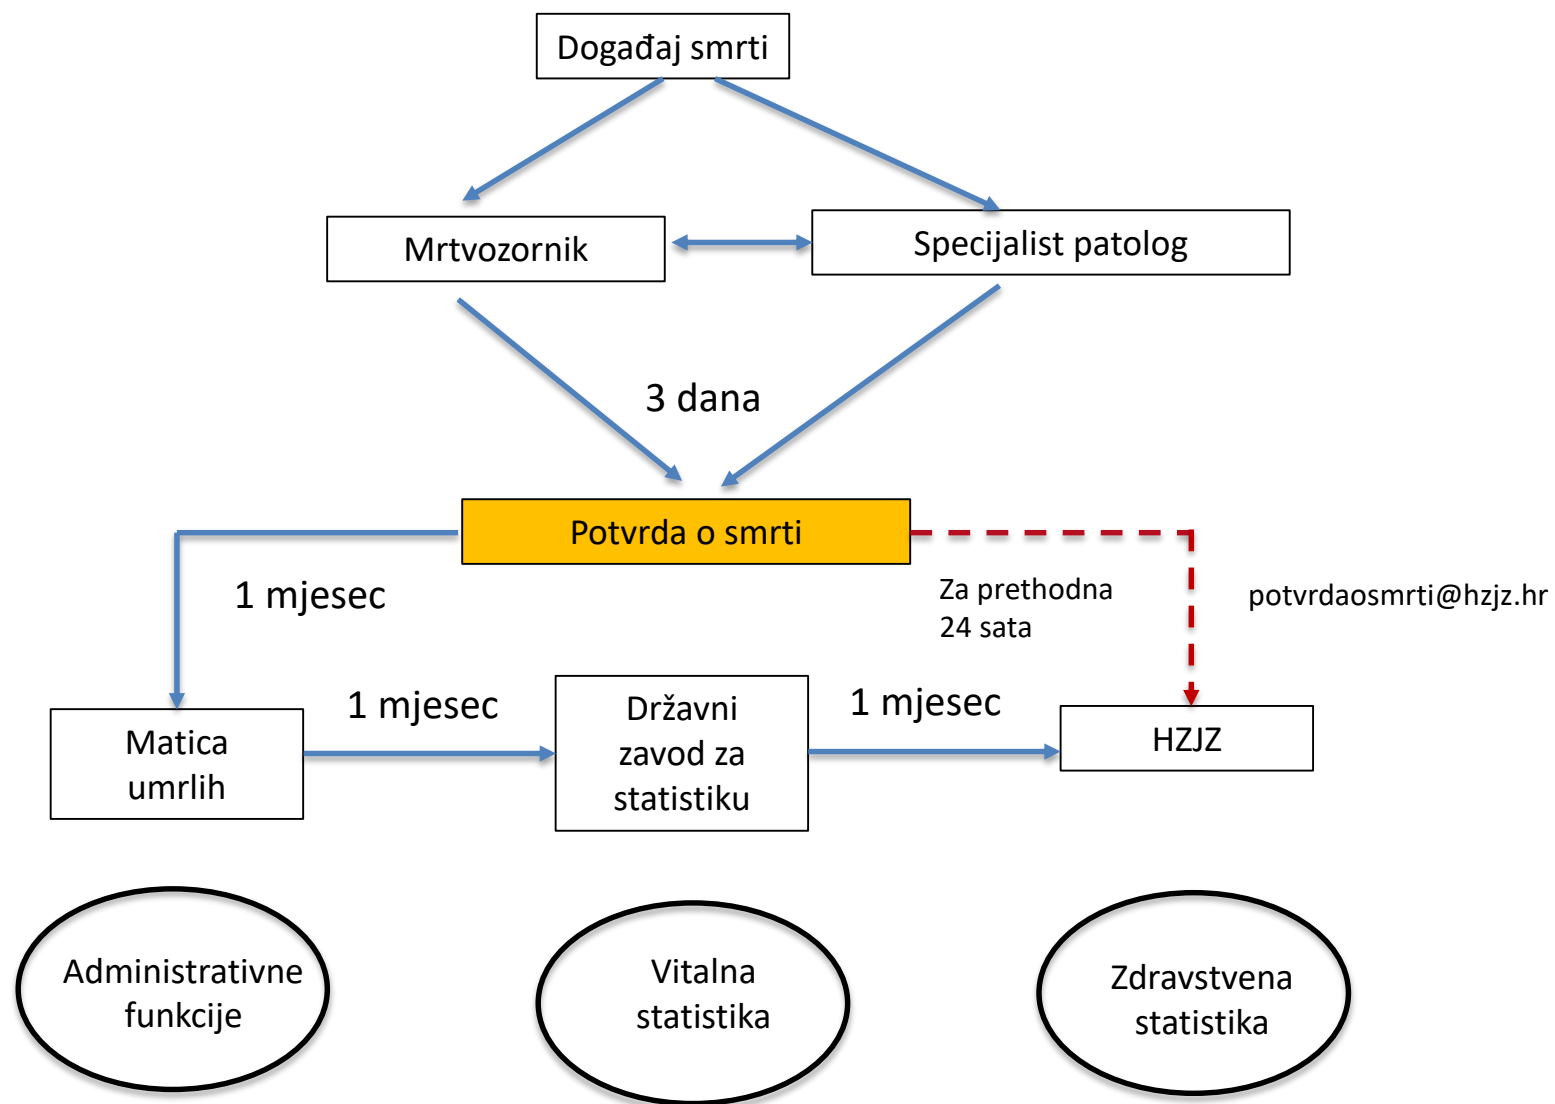 Događaj smrti
Mrtvozornik
Specijalist patolog
3 dana
Potvrda o smrti
1 mjesec
Za prethodna
24 sata
potvrdaosmrti@hzjz.hr
Matica
umrlih
1 mjesec
Državni
zavod za
statistiku
1 mjesec
HZJZ
Administrativne
funkcije
Vitalna
statistika
Zdravstvena
statistika